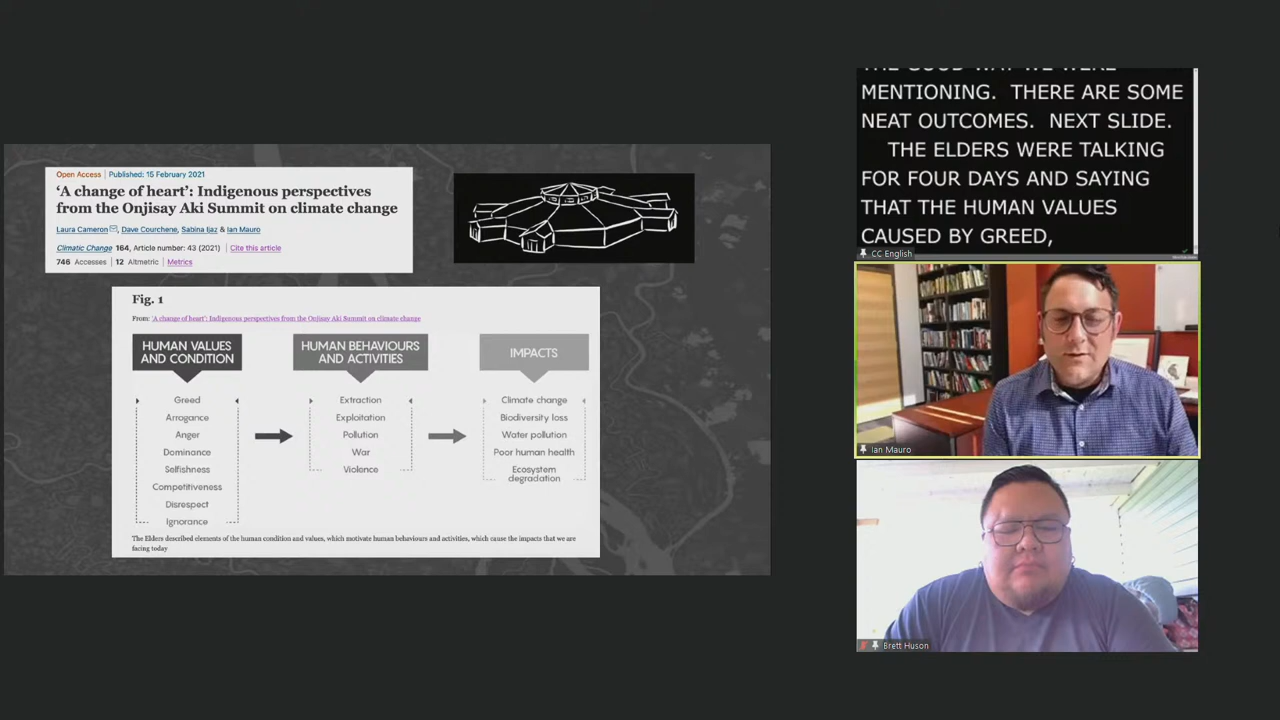 Open Access | Published: 15 February 2021
‘A change of heart’: Indigenous perspectives
from the Onjisay Aki Summit on climate change
Laura Cameron, Dave Courchene, Sabina Ijaz & Ian Mauro
Climatic Change 164, Article number: 43 (2021) | Cite this article
746 Accesses | 12 Altmetric | Metrics
Fig. 1
From: ‘A change of heart’: Indigenous perspectives from the Onjisay Aki Summit on climate change
HUMAN VALUES
AND CONDITION
Greed
Arrogance
Anger
Dominance
Selfishness
Competitiveness
Disrespect
Ignorance
HUMAN BEHAVIOURS
AND ACTIVITIES
Extraction
Exploitation
Pollution
War
Violence
IMPACTS
Climate change
Biodiversity loss
Water pollution
Poor human health
Ecosystem
degradation
The Elders described elements of the human condition and values, which motivate human behaviours and activities, which cause the impacts that we are
facing today
THE GOOD WAY WE WERE
MENTIONING. THERE ARE SOME
NEAT OUTCOMES. NEXT SLIDE.
THE ELDERS WERE TALKING
FOR FOUR DAYS AND SAYING
THAT THE HUMAN VALUES
CAUSED BY GREED,
CC English
Ian Mauro
Brett Huson